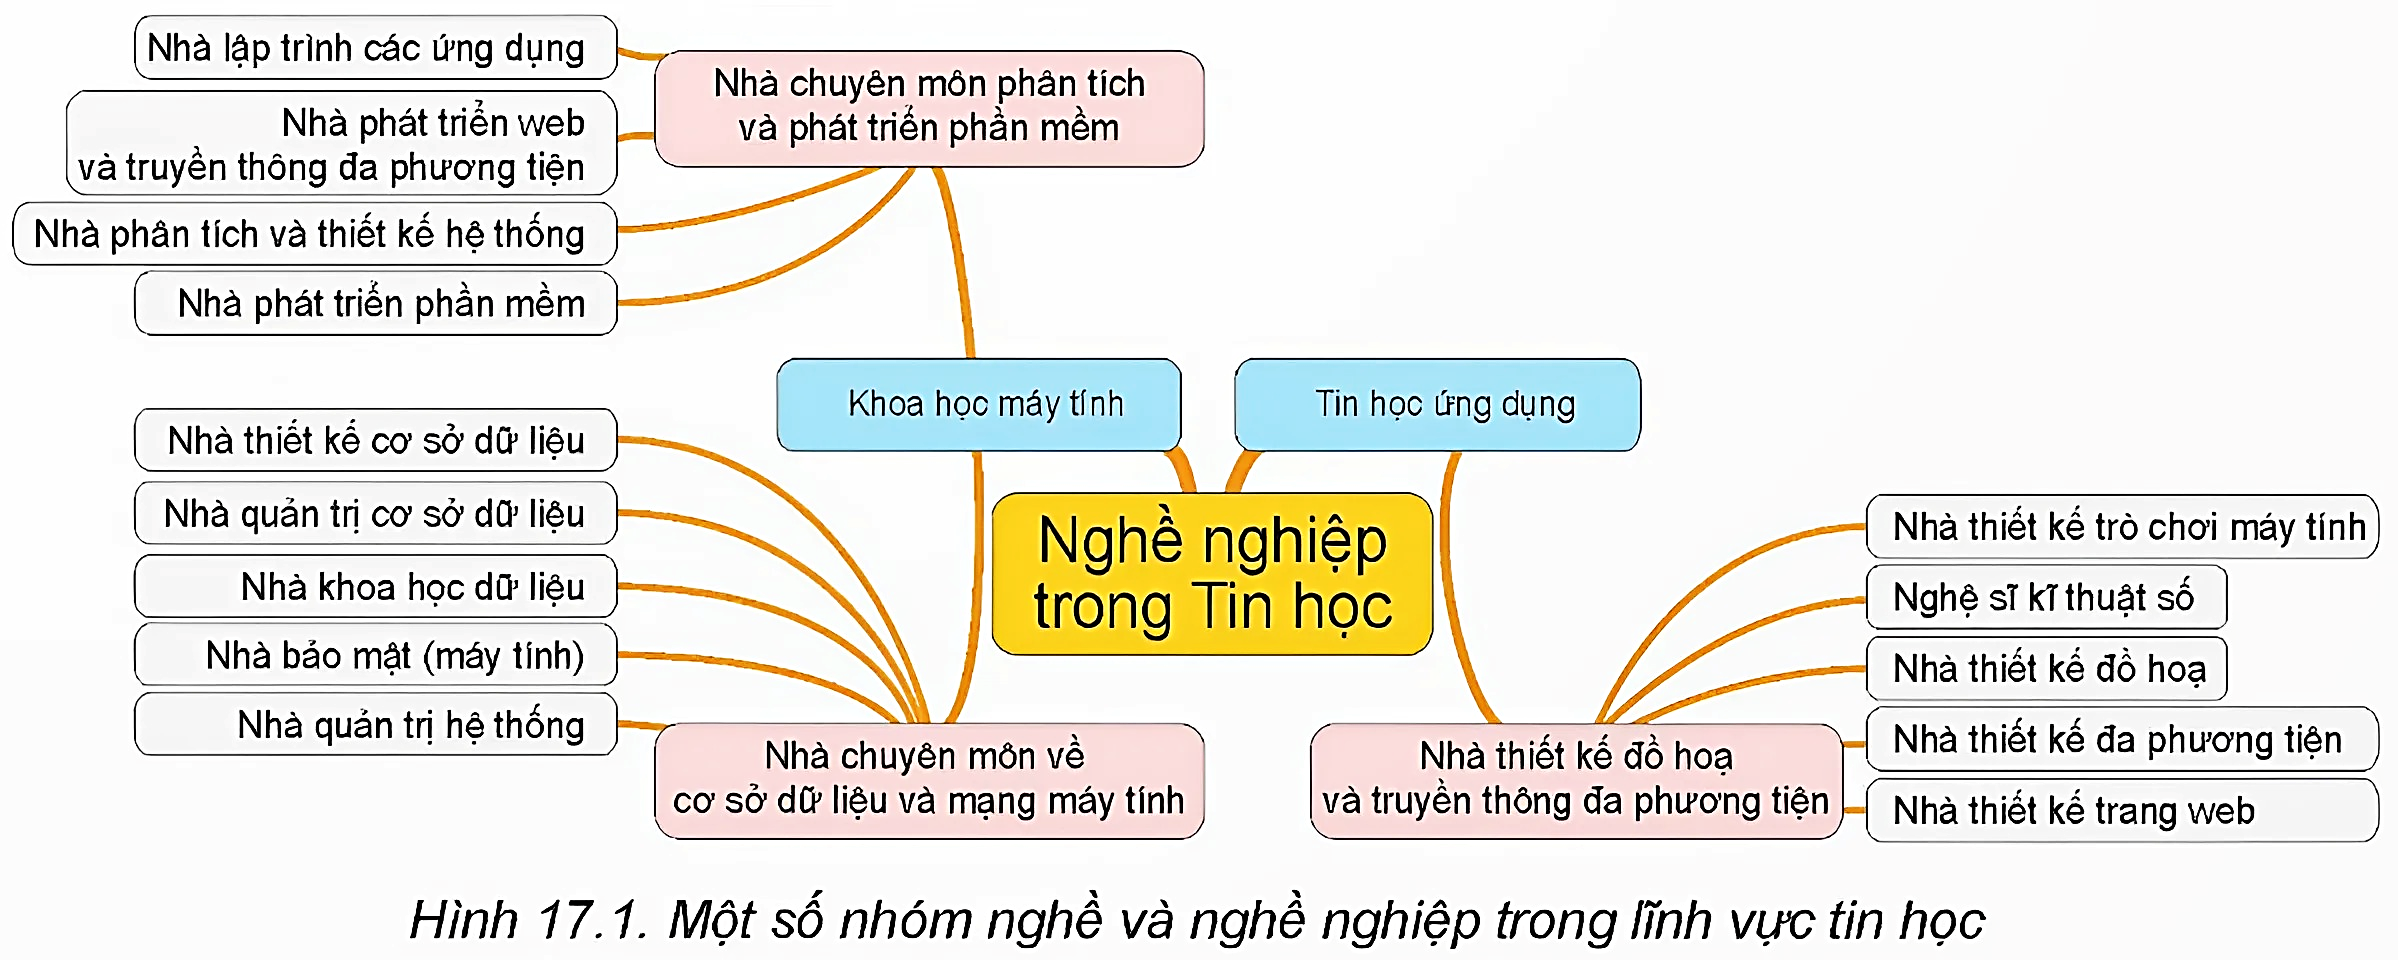 Nhà lập trình các ứng dụng
Nhà phát triển web
và truyền thông đa phương tiện
Nhà phân tích và thiết kế hệ thống
Nhà phát triển phần mềm
Nhà chuyên môn phân tích
và phát triển phần mềm
Khoa học máy tính
Tin học ứng dụng
Nghề nghiệp
trong Tin học
Nhà thiết kế cơ sở dữ liệu
Nhà quản trị cơ sở dữ liệu
Nhà khoa học dữ liệu
Nhà bảo mật (máy tính)
Nhà quản trị hệ thống
Nhà chuyên môn về
cơ sở dữ liệu và mạng máy tính
Nhà thiết kế đồ hoạ
và truyền thông đa phương tiện
Nhà thiết kế trò chơi máy tính
Nghệ sĩ kĩ thuật số
Nhà thiết kế đồ hoạ
Nhà thiết kế đa phương tiện
Nhà thiết kế trang web
Hình 17.1. Một số nhóm nghề và nghề nghiệp trong lĩnh vực tin học